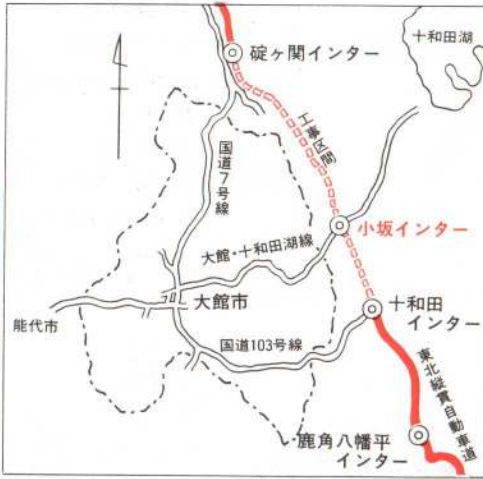 十和田湖
碇ヶ関インター
工事区間
国道7号線
小坂インター
大館・十和田湖線
大館市
十和田
インター
能代市
国道103号線
東北縦貫自動車道
鹿角八幡平
インター